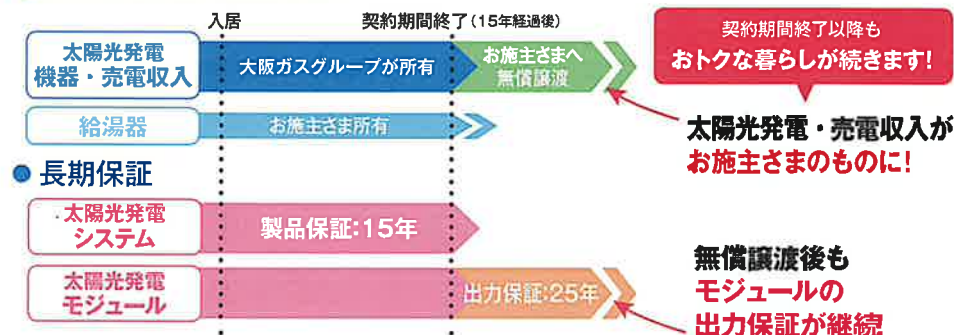 入居
契約期間終了(15年経過後)
太陽光発電
機器・売電収入
大阪ガスグループが所有
お施主さまへ
無償譲渡
契約期間終了以降も
おトクな暮らしが続きます!
給湯器
お施主さま所有
太陽光発電・売電収入が
お施主さまのものに!
●長期保証
太陽光発電
システム
製品保証:15年
太陽光発電
モジュール
出力保証:25年
無償譲渡後も
モジュールの
出力保証が継続